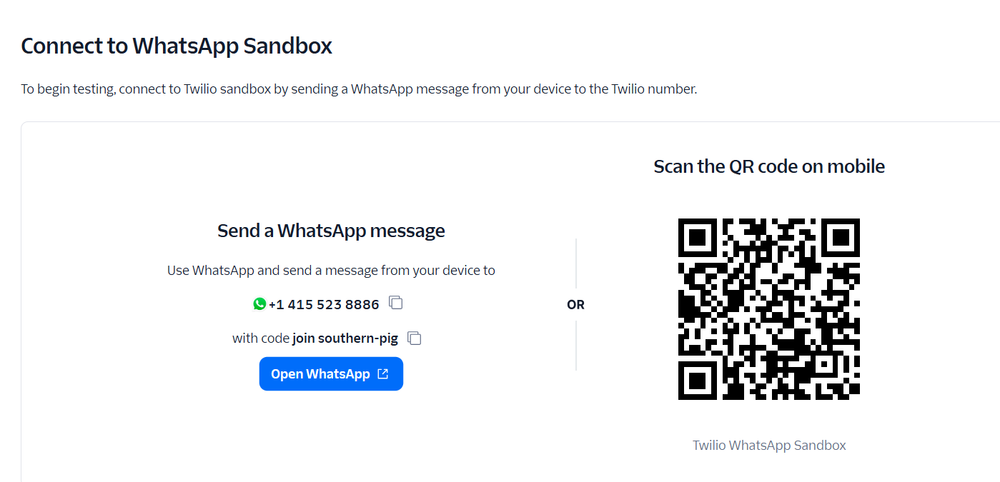 Connect to WhatsApp Sandbox
To begin testing, connect to Twilio sandbox by sending a WhatsApp message from your device to the Twilio number.
Send a WhatsApp message
Use WhatsApp and send a message from your device to
+1 415 523 8886
with code join southern-pig
Open WhatsApp
OR
Scan the QR code on mobile
Twilio WhatsApp Sandbox